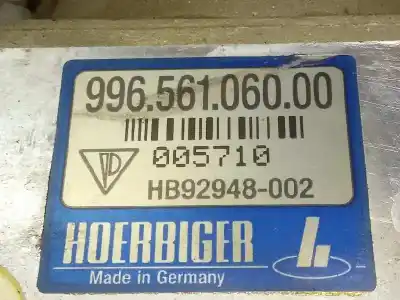 996.561.060.00
005710
HB92948-002
HOERBIGER
Made in Germany